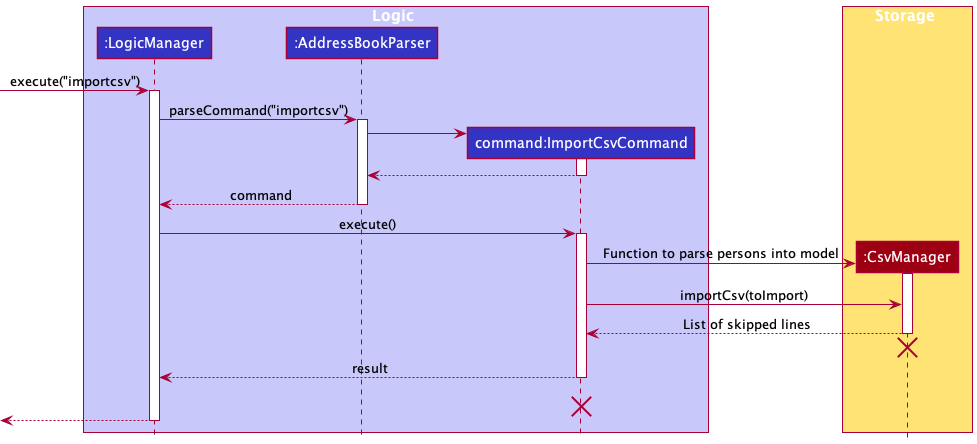 Logic
Storage
:LogicManager
:AddressBookParser
execute("importcsv")
parseCommand("importcsv")
command:ImportCsvCommand
command
execute()
Function to parse persons into model
:CsvManager
importCsv(toImport)
List of skipped lines
result